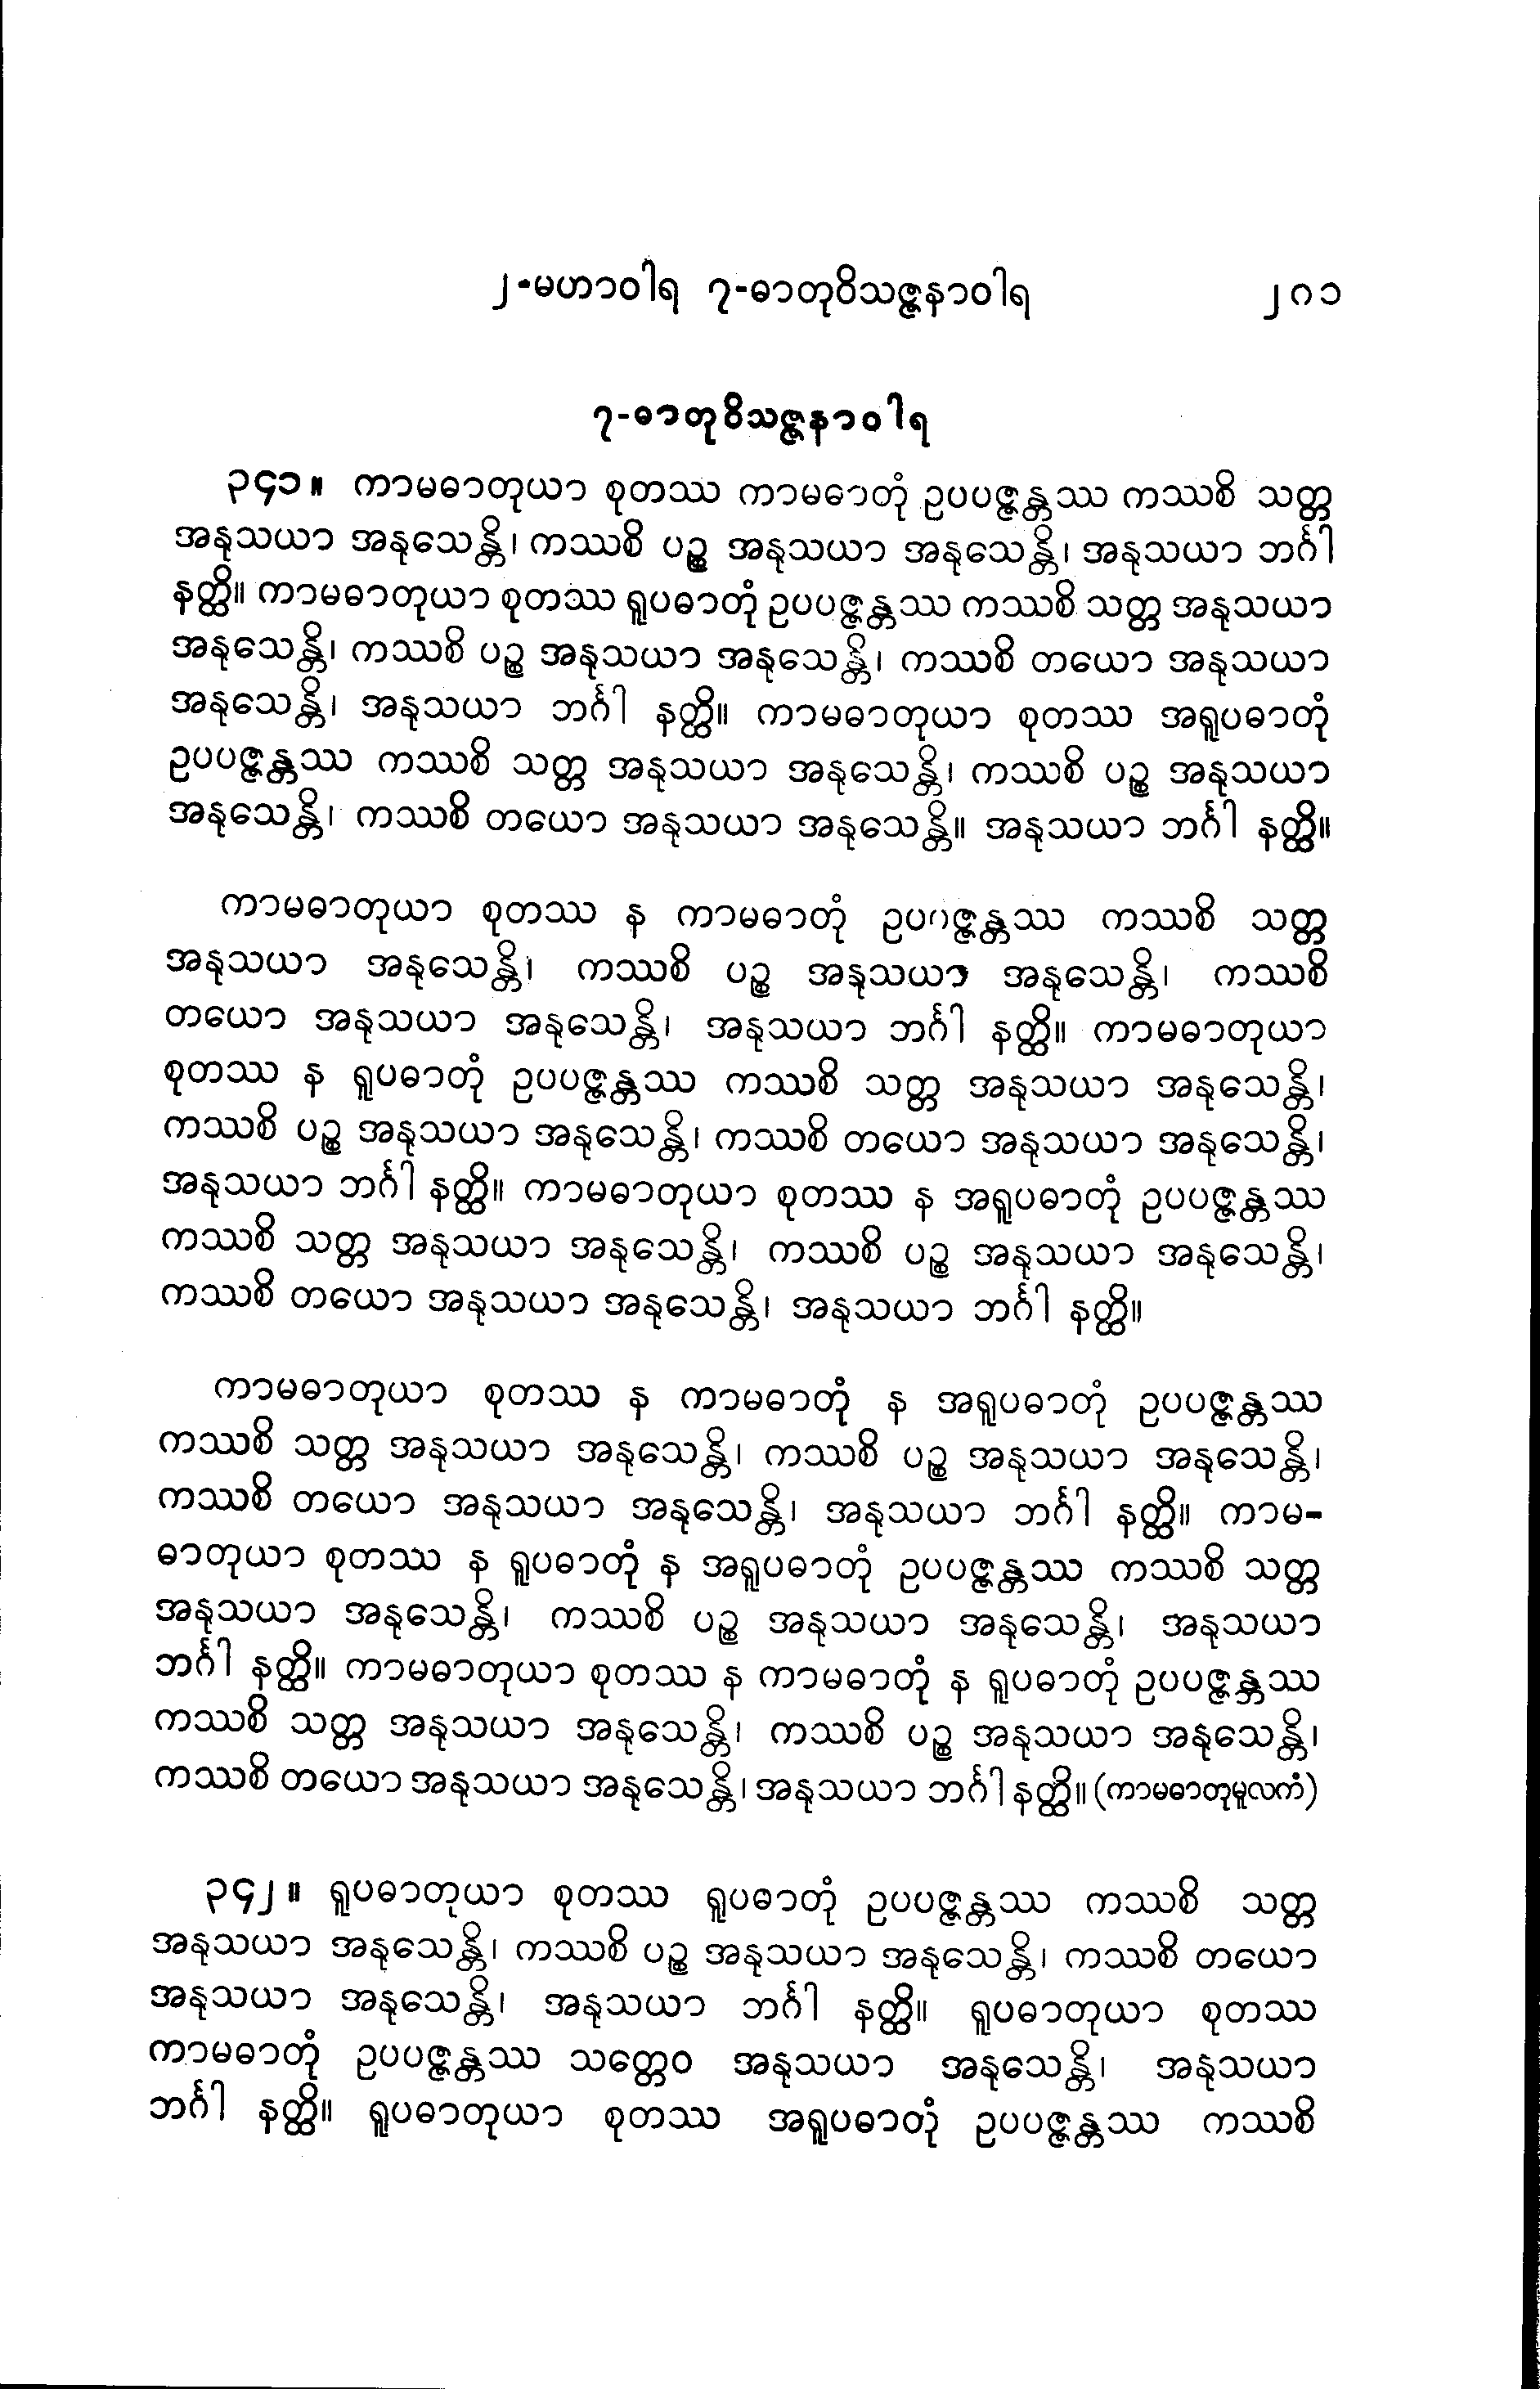 ၂-မဟာဝါရ ၇-ဓာတုဝိသဇ္ဇနာဝါရ ၂၈၁
၇-ဓာတုဝိသဇ္ဇနာဝါရ
၃၄၁။ ကာမဓာတုယာ စုတဿ ကာမဓာတုံ ဥပပဇ္ဇန္တဿ ကဿစိ သတ္တ
အနုသယာ အနုသေန္တိ၊ ကဿစိ ပဉ္စ အနုသယာ အနုသေန္တိ၊ အနုသယာ ဘင်္ဂါ
နတ္ထိ။ ကာမဓာတုယာ စုတဿ ရူပဓာတုံ ဥပပဇ္ဇန္တဿ ကဿစိ သတ္တ အနုသယာ
အနုသေန္တိ၊ ကဿစိ ပဉ္စ အနုသယာ အနုသေန္တိ၊ ကဿစိ တယော အနုသယာ
အနုသေန္တိ၊ အနုသယာ ဘင်္ဂါ နတ္ထိ။ ကာမဓာတုယာ စုတဿ အရူပဓာတုံ
ဥပပဇ္ဇန္တဿ ကဿစိ သတ္တ အနုသယာ အနုသေန္တိ၊ ကဿစိ ပဉ္စ အနုသယာ
အနုသေန္တိ၊ ကဿစိ တယော အနုသယာ အနုသေန္တိ။ အနုသယာ ဘင်္ဂါ နတ္ထိ။
ကာမဓာတုယာ စုတဿ န ကာမဓာတုံ ဥပပဇ္ဇန္တဿ ကဿစိ သတ္တ
အနုသယာ အနုသေန္တိ၊ ကဿစိ ပဉ္စ အနုသယာ အနုသေန္တိ၊ ကဿစိ
တယော အနုသယာ အနုသေန္တိ၊ အနုသယာ ဘင်္ဂါ နတ္ထိ။ ကာမဓာတုယာ
စုတဿ န ရူပဓာတုံ ဥပပဇ္ဇန္တဿ ကဿစိ သတ္တ အနုသယာ အနုသေန္တိ၊
ကဿစိ ပဉ္စ အနုသယာ အနုသေန္တိ၊ ကဿစိ တယော အနုသယာ အနုသေန္တိ၊
အနုသယာ ဘင်္ဂါ နတ္ထိ။ ကာမဓာတုယာ စုတဿ န အရူပဓာတုံ ဥပပဇ္ဇန္တဿ
ကဿစိ သတ္တ အနုသယာ အနုသေန္တိ၊ ကဿစိ ပဉ္စ အနုသယာ အနုသေန္တိ၊
ကဿစိ တယော အနုသယာ အနုသေန္တိ၊ အနုသယာ ဘင်္ဂါ နတ္ထိ။
ကာမဓာတုယာ စုတဿ န ကာမဓာတုံ န အရူပဓာတုံ ဥပပဇ္ဇန္တဿ
ကဿစိ သတ္တ အနုသယာ အနုသေန္တိ၊ ကဿစိ ပဉ္စ အနုသယာ အနုသေန္တိ၊
ကဿစိ တယော အနုသယာ အနုသေန္တိ၊ အနုသယာ ဘင်္ဂါ နတ္ထိ။ ကာမ-
ဓာတုယာ စုတဿ န ရူပဓာတုံ န အရူပဓာတုံ ဥပပဇ္ဇန္တဿ ကဿစိ သတ္တ
အနုသယာ အနုသေန္တိ၊ ကဿစိ ပဉ္စ အနုသယာ အနုသေန္တိ၊ အနုသယာ
ဘင်္ဂါ နတ္ထိ။ ကာမဓာတုယာ စုတဿ န ကာမဓာတုံ န ရူပဓာတုံ ဥပပဇ္ဇန္တဿ
ကဿစိ သတ္တ အနုသယာ အနုသေန္တိ၊ ကဿစိ ပဉ္စ အနုသယာ အနုသေန္တိ၊
ကဿစိ တယော အနုသယာ အနုသေန္တိ၊ အနုသယာ ဘင်္ဂါ နတ္ထိ။ (ကာမဓာတုမူလကံ)
၃၄၂။ ရူပဓာတုယာ စုတဿ ရူပဓာတုံ ဥပပဇ္ဇန္တဿ ကဿစိ သတ္တ
အနုသယာ အနုသေန္တိ၊ ကဿစိ ပဉ္စ အနုသယာ အနုသေန္တိ၊ ကဿစိ တယော
အနုသယာ အနုသေန္တိ၊ အနုသယာ ဘင်္ဂါ နတ္ထိ။ ရူပဓာတုယာ စုတဿ
ကာမဓာတုံ ဥပပဇ္ဇန္တဿ သတ္တေဝ အနုသယာ အနုသေန္တိ၊ အနုသယာ
ဘင်္ဂါ နတ္ထိ။ ရူပဓာတုယာ စုတဿ အရူပဓာတုံ ဥပပဇ္ဇန္တဿ ကဿစိ